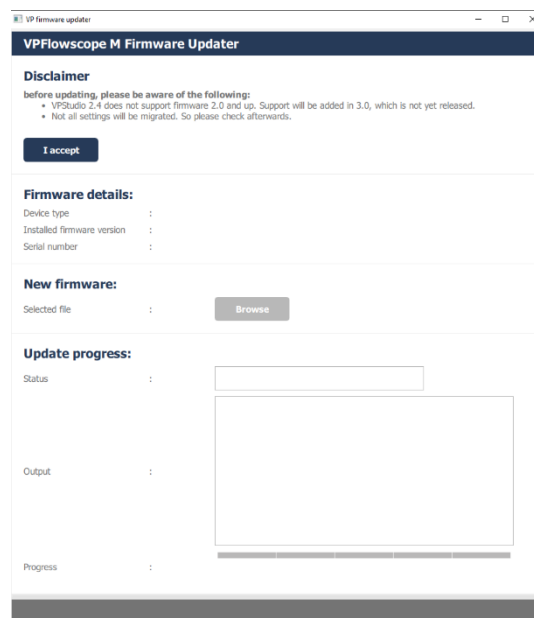 VP firmware updater
VPFlowscope M Firmware Updater
Disclaimer
before updating, please be aware of the following:
• VPStudio 2.4 does not support firmware 2.0 and up. Support will be added in 3.0, which is not yet released.
• Not all settings will be migrated. So please check afterwards.
I accept
Firmware details:
Device type :
Installed firmware version :
Serial number :
New firmware:
Selected file : Browse
Update progress:
Status :
Output :
Progress :